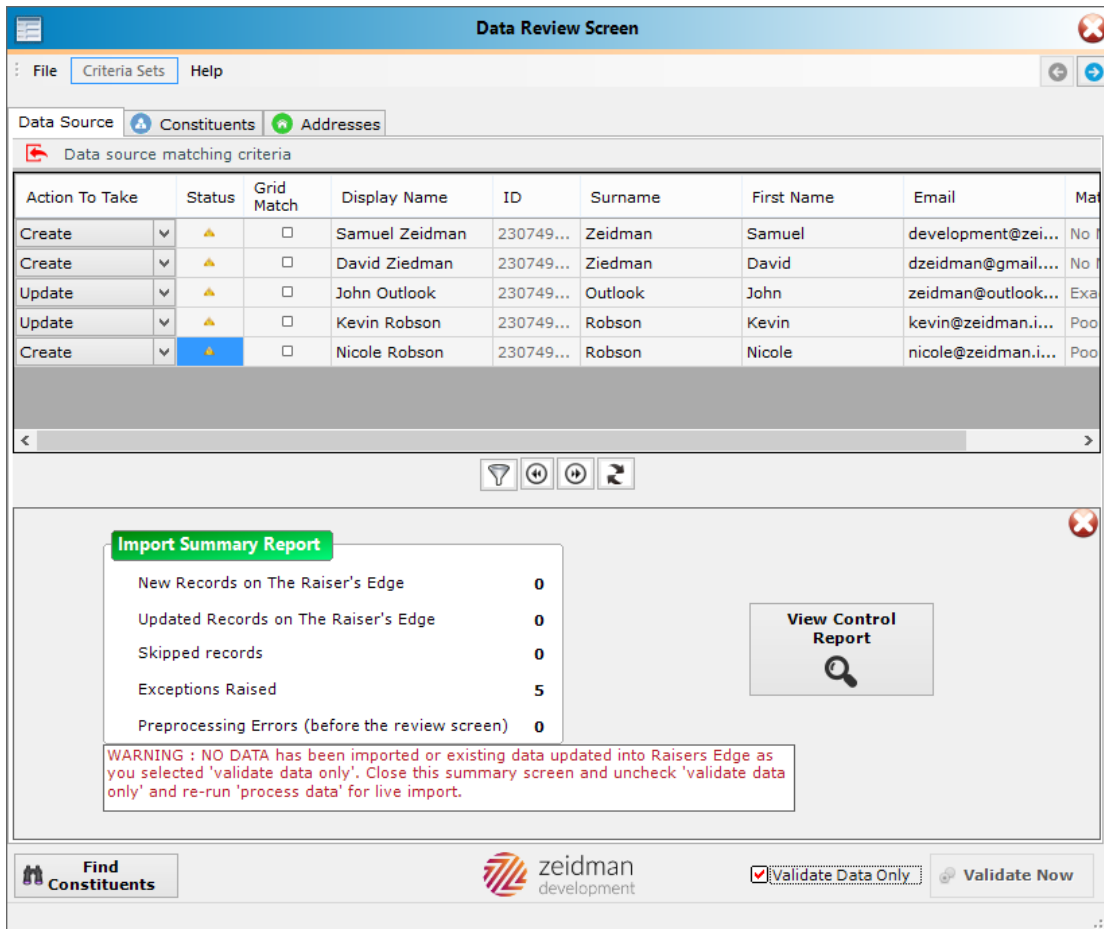 Data Review Screen
File Criteria Sets Help
Data Source Constituents Addresses
Data source matching criteria
Action To Take Status Grid Match Display Name ID Surname First Name Email Mat
Create Samuel Zeidman 230749... Zeidman Samuel development@zei... No
Create David Ziedman 230749... Ziedman David dzeidman@gmail.... No
Update John Outlook 230749... Outlook John zeidman@outlook... Exa
Update Kevin Robson 230749... Robson Kevin kevin@zeidman.i... Poo
Create Nicole Robson 230749... Robson Nicole nicole@zeidman.i... Poo
Import Summary Report
New Records on The Raiser's Edge 0
Updated Records on The Raiser's Edge 0
Skipped records 0
Exceptions Raised 5
Preprocessing Errors (before the review screen) 0
View Control
Report
WARNING : NO DATA has been imported or existing data updated into Raisers Edge as
you selected 'validate data only'. Close this summary screen and uncheck 'validate data
only' and re-run 'process data' for live import.
Find
Constituents
zeidman
development
Validate Data Only
Validate Now